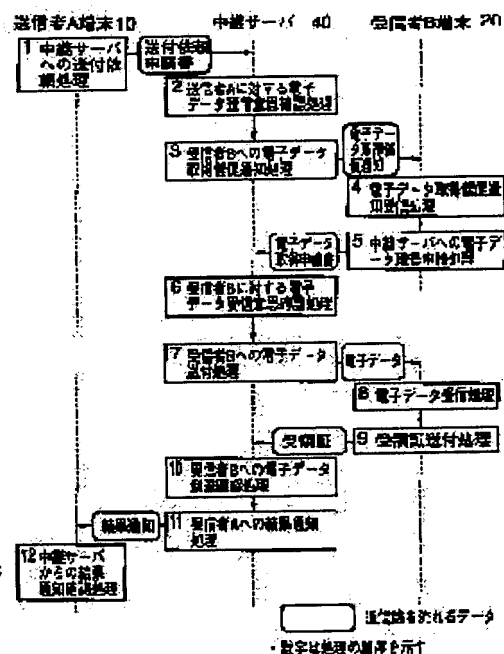 送信者A端末10
中継サーバ 40
受信者B端末 20
1 中継サーバ
への送付依
頼処理
送付依頼
申請書
2 送信者Aに対する電子
データ送信意思確認処理
3 受信者Bへの電子データ
取得催促通知処理
電子デー
タ取得催
促通知
4 電子データ取得催促通
知受信処理
電子データ
取得申請書
5 中継サーバへの電子デ
ータ取得申請処理
6 受信者Bに対する電子
データ受信意思確認処理
7 受信者Bへの電子データ
送付処理
電子データ
8 電子データ受信処理
受領証
9 受領証送付処理
10 受信者Bへの電子データ
到達確認処理
結果通知
11 送信者Aへの結果通知
処理
12 中継サーバ
からの結果
通知確認処理
通信路を流れるデータ
・数字は処理の順序を示す